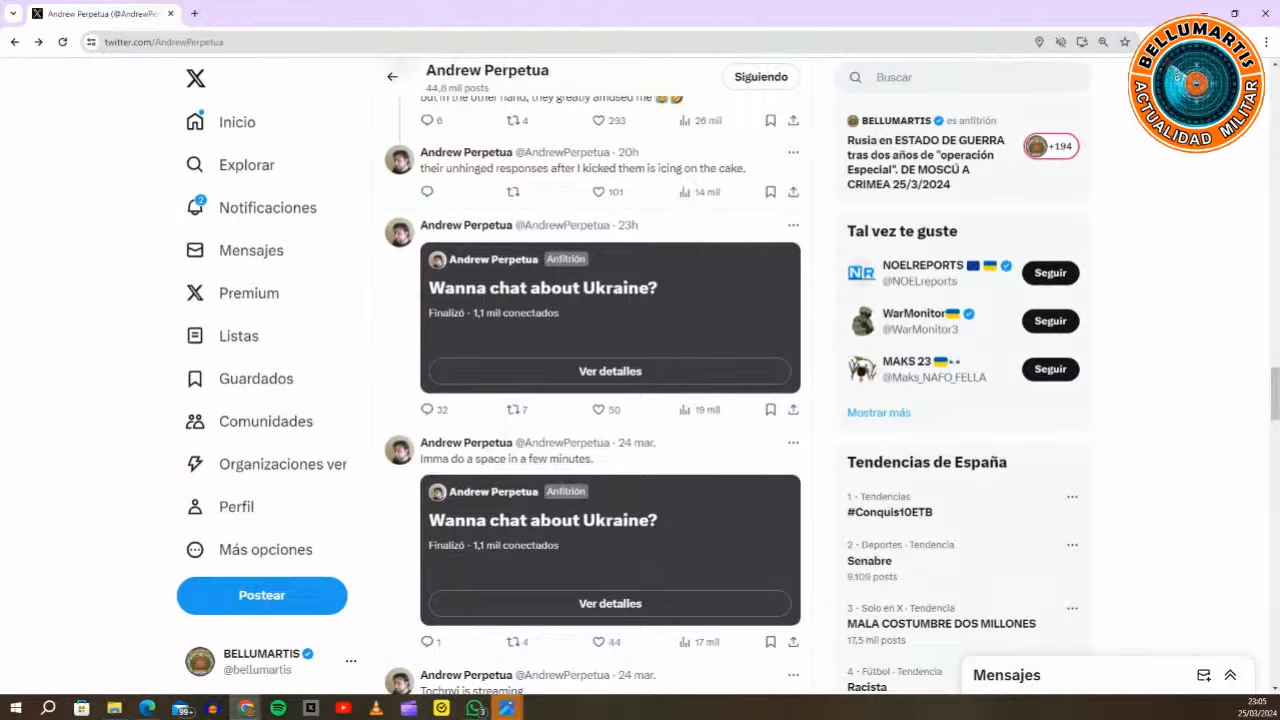 Andrew Perpetua (@AndrewPe
twitter.com/AndrewPerpetua
BELLUMARTIS
ACTUALIDAD MILITAR
Inicio
Explorar
2
Notificaciones
Mensajes
Premium
Listas
Guardados
Comunidades
Organizaciones ver
Perfil
Más opciones
Postear
BELLUMARTIS
@bellumartis
Andrew Perpetua
44,8 mil posts
Siguiendo
but in the other hand, they greatly amused me
6
4
293
26 mil
Andrew Perpetua @AndrewPerpetua · 20h
their unhinged responses after I kicked them is icing on the cake.
101
14 mil
Andrew Perpetua @AndrewPerpetua · 23h
Andrew Perpetua Anfitrión
Wanna chat about Ukraine?
Finalizó · 1,1 mil conectados
Ver detalles
32
7
50
19 mil
Andrew Perpetua @AndrewPerpetua · 24 mar.
Imma do a space in a few minutes.
Andrew Perpetua Anfitrión
Wanna chat about Ukraine?
Finalizó · 1,1 mil conectados
Ver detalles
1
4
44
17 mil
Andrew Perpetua @AndrewPerpetua · 24 mar.
Tochnyi is streaming
Buscar
BELLUMARTIS es anfitrión
Rusia en ESTADO DE GUERRA
tras dos años de "operación
Especial". DE MOSCÚ A
CRIMEA 25/3/2024
+194
Tal vez te guste
NOELREPORTS
@NOELreports
Seguir
WarMonitor
@WarMonitor3
Seguir
MAKS 23
@Maks_NAFO_FELLA
Seguir
Mostrar más
Tendencias de España
1 · Tendencias
#Conquis10ETB
2 · Deportes · Tendencia
Senabre
9.109 posts
3 · Solo en X · Tendencia
MALA COSTUMBRE DOS MILLONES
17,5 mil posts
4 · Fútbol · Tendencia
Racista
Mensajes
99+
3
23:05
25/03/2024